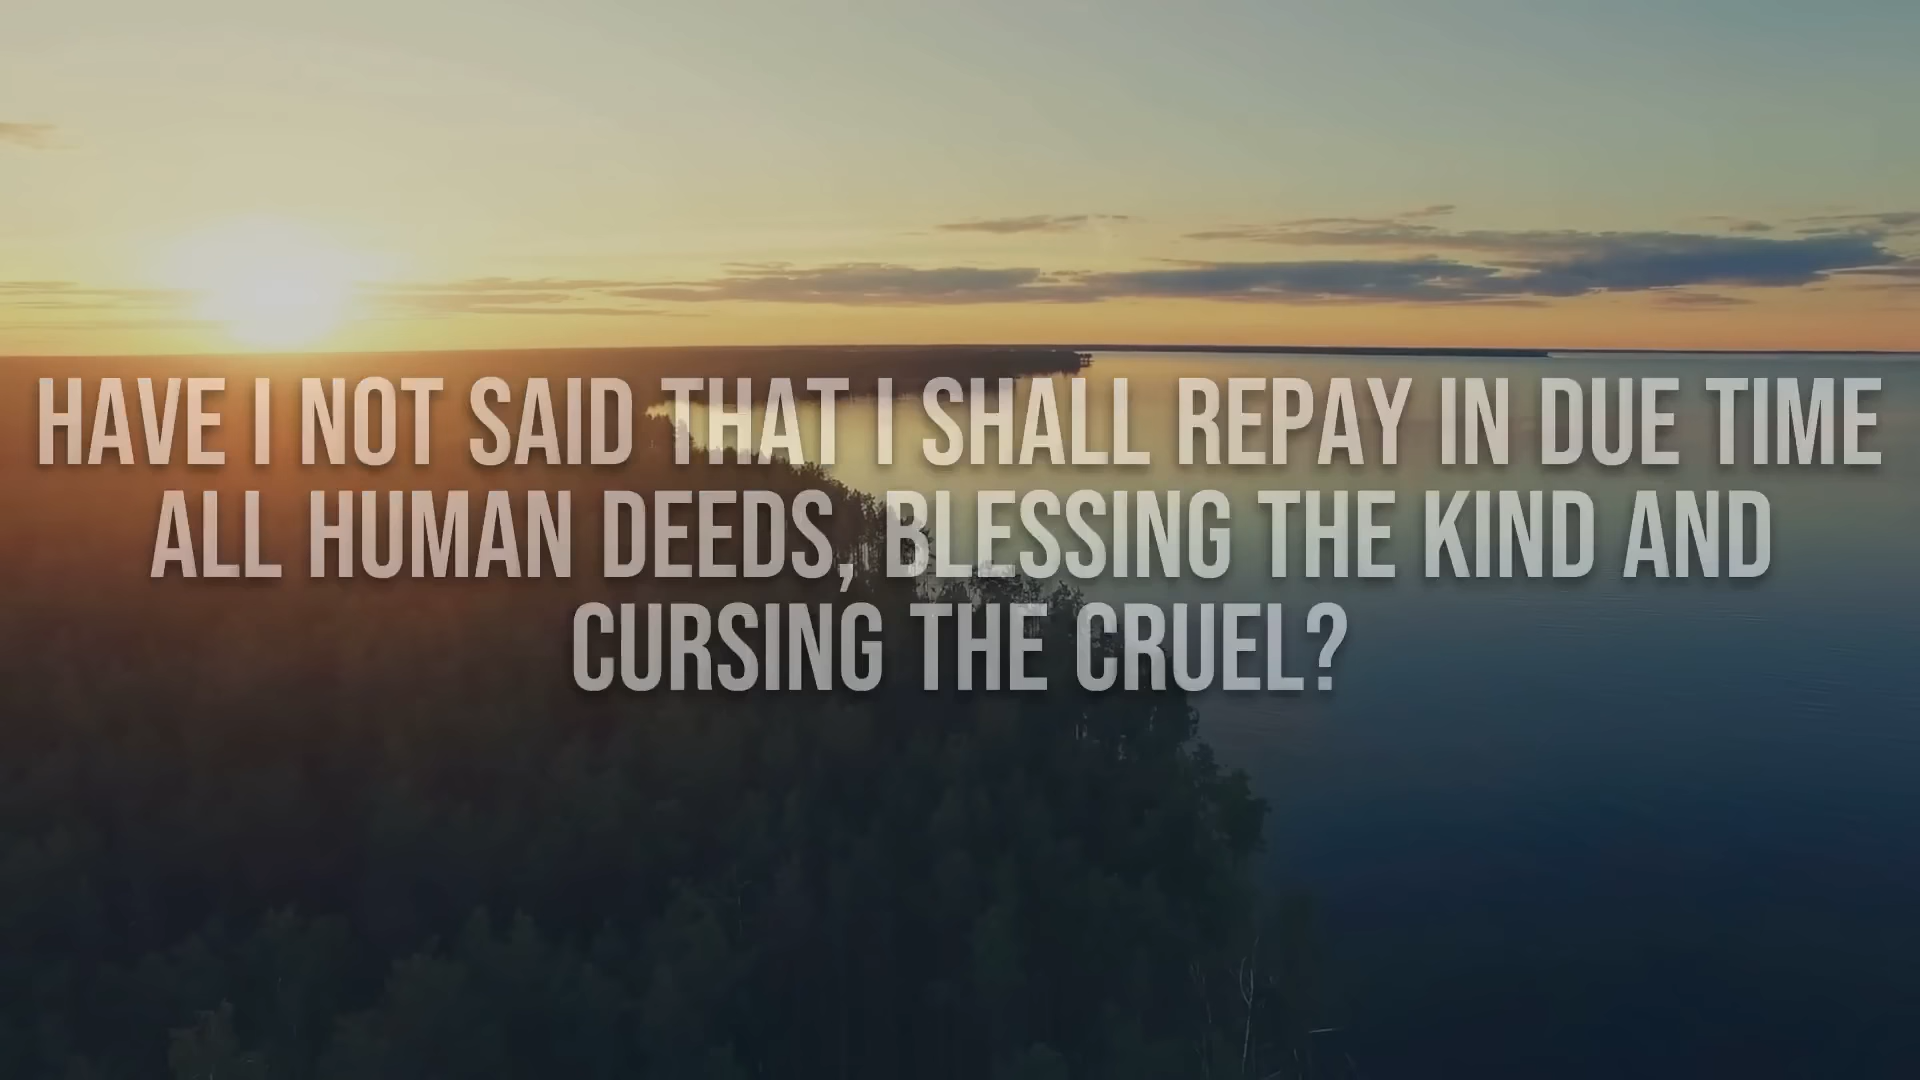 HAVE I NOT SAID THAT I SHALL REPAY IN DUE TIME
ALL HUMAN DEEDS, BLESSING THE KIND AND
CURSING THE CRUEL?